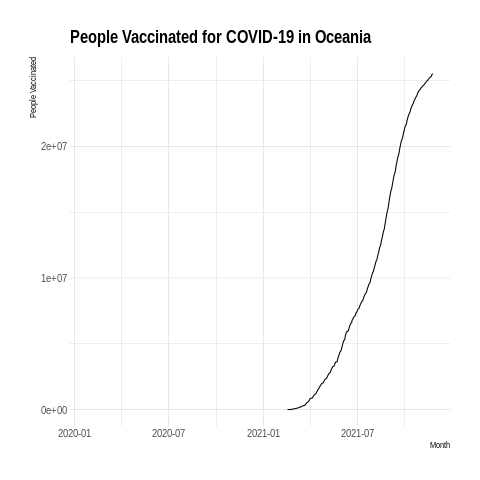 People Vaccinated for COVID-19 in Oceania
People Vaccinated
2e+07
1e+07
0e+00
2020-01 2020-07 2021-01 2021-07
Month